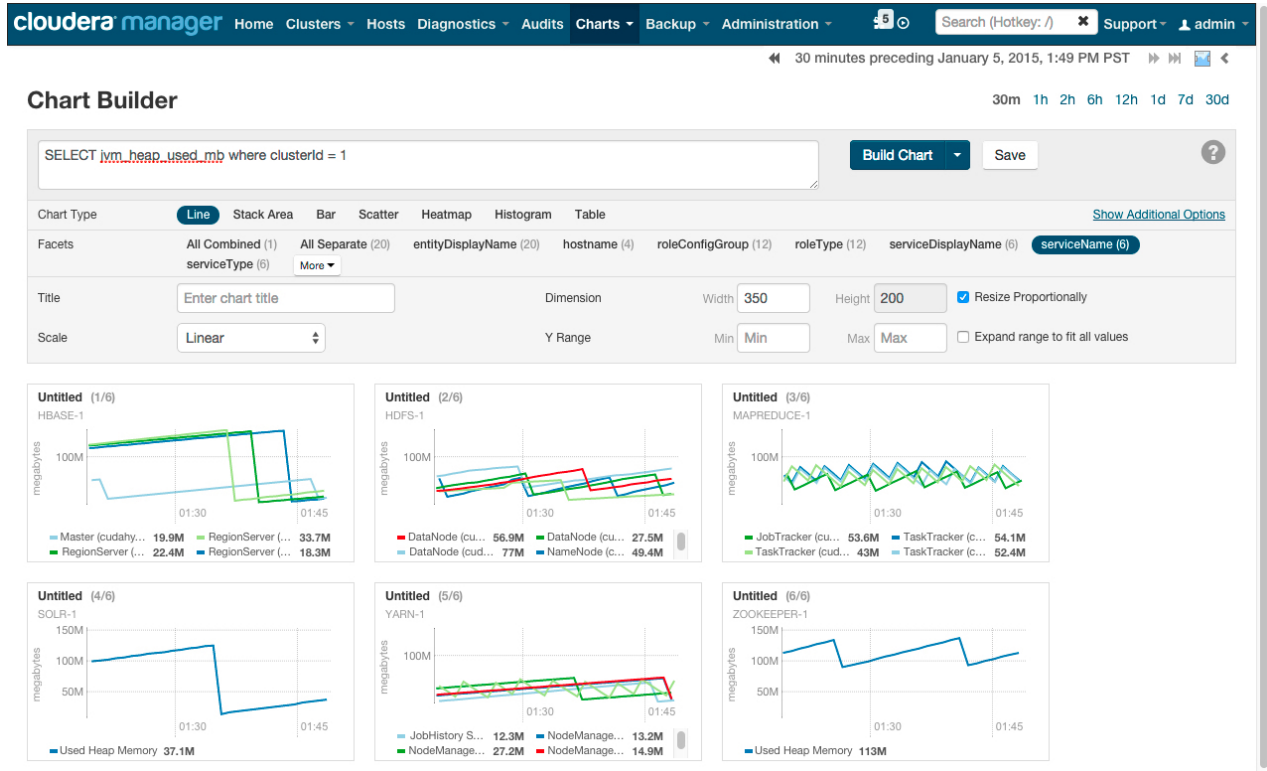 cloudera manager Home Clusters Hosts Diagnostics Audits Charts Backup Administration 5 Search (Hotkey: /) Support admin
30 minutes preceding January 5, 2015, 1:49 PM PST
Chart Builder
30m 1h 2h 6h 12h 1d 7d 30d
SELECT jvm_heap_used_mb where clusterId = 1
Build Chart Save ?
Chart Type Line Stack Area Bar Scatter Heatmap Histogram Table Show Additional Options
Facets All Combined (1) All Separate (20) entityDisplayName (20) hostname (4) roleConfigGroup (12) roleType (12) serviceDisplayName (6) serviceName (6)
serviceType (6) More
Title Enter chart title Dimension Width 350 Height 200 Resize Proportionally
Scale Linear Y Range Min Min Max Max Expand range to fit all values
Untitled (1/6)
HBASE-1
megabytes
100M
01:30 01:45
Master (cudahy... 19.9M RegionServer (... 33.7M
RegionServer (... 22.4M RegionServer (... 18.3M
Untitled (2/6)
HDFS-1
megabytes
100M
01:30 01:45
DataNode (cu... 56.9M DataNode (cu... 27.5M
DataNode (cud... 77M NameNode (c... 49.4M
Untitled (3/6)
MAPREDUCE-1
megabytes
100M
01:30 01:45
JobTracker (cu... 53.6M TaskTracker (c... 54.1M
TaskTracker (cud... 43M TaskTracker (c... 52.4M
Untitled (4/6)
SOLR-1
megabytes
150M
100M
50M
01:30 01:45
Used Heap Memory 37.1M
Untitled (5/6)
YARN-1
megabytes
100M
01:30 01:45
JobHistory S... 12.3M NodeManage... 13.2M
NodeManage... 27.2M NodeManage... 14.9M
Untitled (6/6)
ZOOKEEPER-1
megabytes
150M
100M
50M
01:30 01:45
Used Heap Memory 113M